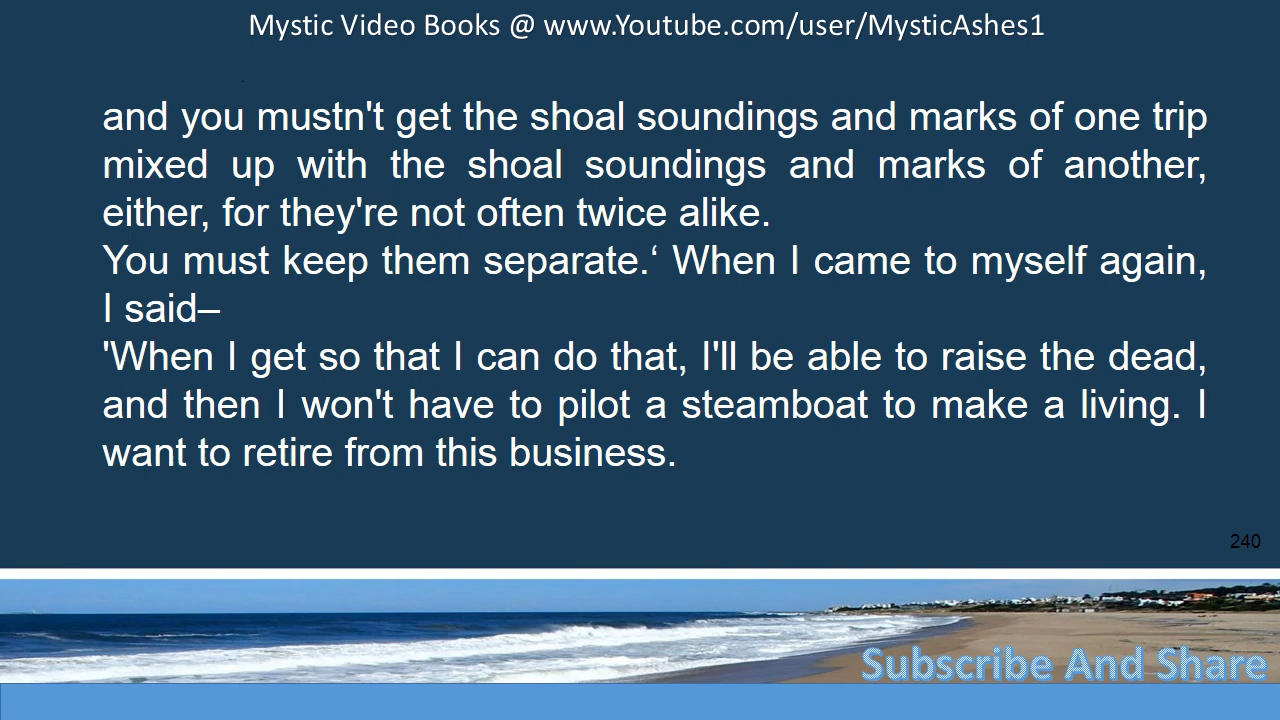 Mystic Video Books @ www.Youtube.com/user/MysticAshes1
and you mustn't get the shoal soundings and marks of one trip
mixed up with the shoal soundings and marks of another,
either, for they're not often twice alike.
You must keep them separate.‘ When I came to myself again,
I said–
'When I get so that I can do that, I'll be able to raise the dead,
and then I won't have to pilot a steamboat to make a living. I
want to retire from this business.
240
Subscribe And Share